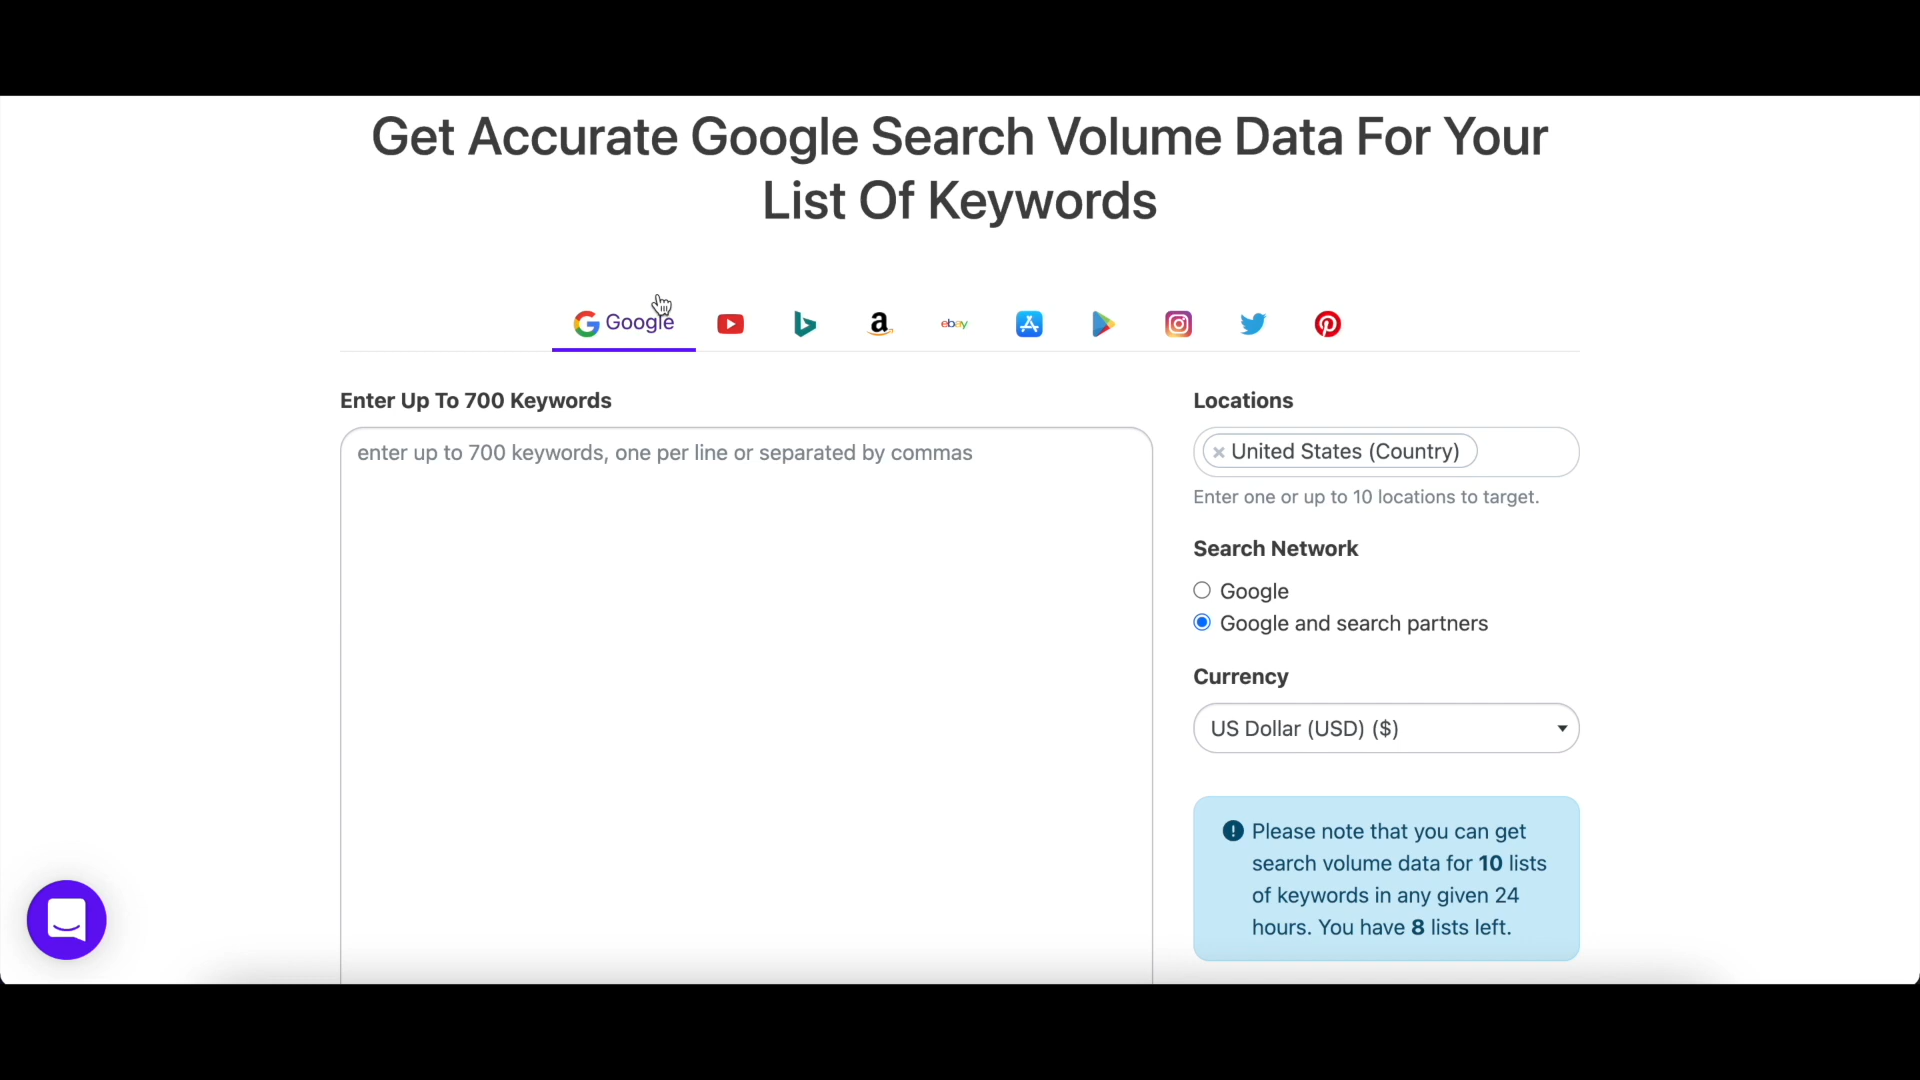 Get Accurate Google Search Volume Data For Your
List Of Keywords
Google
a
ebay
Enter Up To 700 Keywords
enter up to 700 keywords, one per line or separated by commas
Locations
× United States (Country)
Enter one or up to 10 locations to target.
Search Network
Google
Google and search partners
Currency
US Dollar (USD) ($)
Please note that you can get
search volume data for 10 lists
of keywords in any given 24
hours. You have 8 lists left.